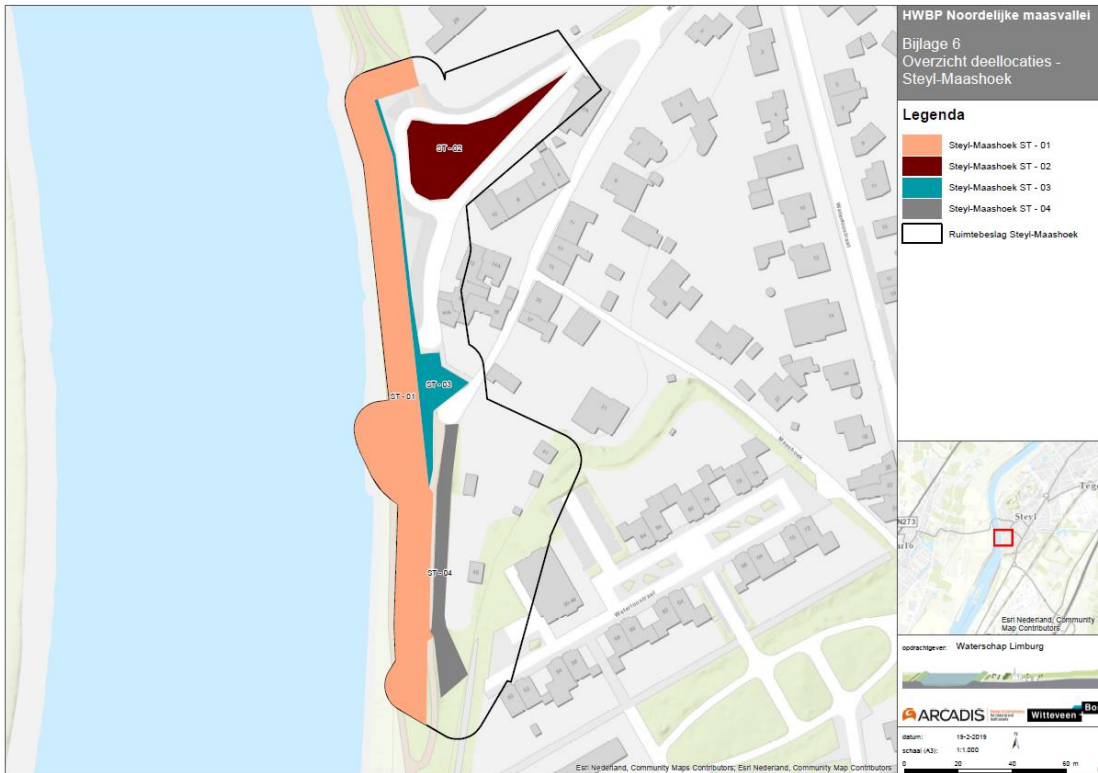 HWBP Noordelijke maasvallei
Bijlage 6
Overzicht deellocaties -
Steyl-Maashoek
Legenda
Steyl-Maashoek ST - 01
Steyl-Maashoek ST - 02
Steyl-Maashoek ST - 03
Steyl-Maashoek ST - 04
Ruimtebeslag Steyl-Maashoek
ST - 02
ST - 03
ST - 01
ST - 04
Waterloostraat
Maashoek
Waterloostraat
Steyl
N273
Esri Nederland, Community
Map Contributors
opdrachtgever: Waterschap Limburg
ARCADIS
Witteveen
Bo
datum: 19-2-2019
schaal (A3): 1:1.000
0 20 40 60 m
Esri Nederland, Community Maps Contributors; Esri Nederland, Community Map Contributors